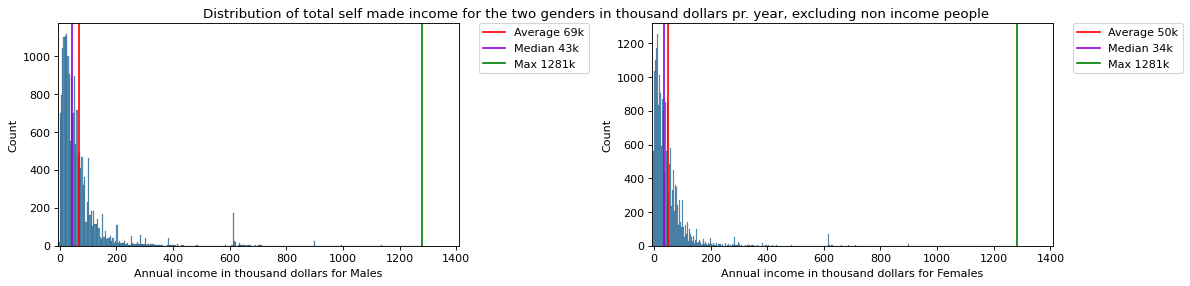 Distribution of total self made income for the two genders in thousand dollars pr. year, excluding non income people
Count
1000
800
600
400
200
0
0 200 400 600 800 1000 1200 1400
Annual income in thousand dollars for Males
Average 69k
Median 43k
Max 1281k
Count
1200
1000
800
600
400
200
0
0 200 400 600 800 1000 1200 1400
Annual income in thousand dollars for Females
Average 50k
Median 34k
Max 1281k